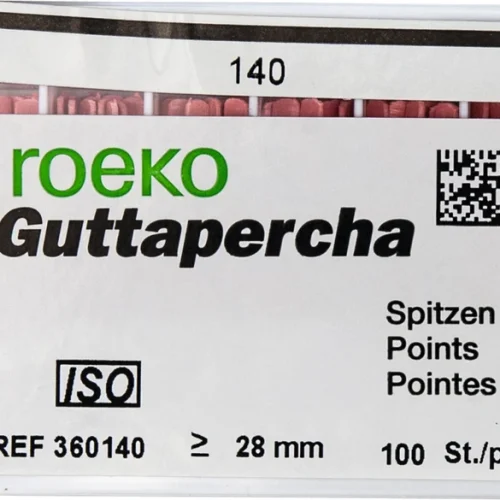 140
roeko
Guttapercha
Spitzen
Points
Pointes
ISO
REF 360140 ≥ 28 mm 100 St./p